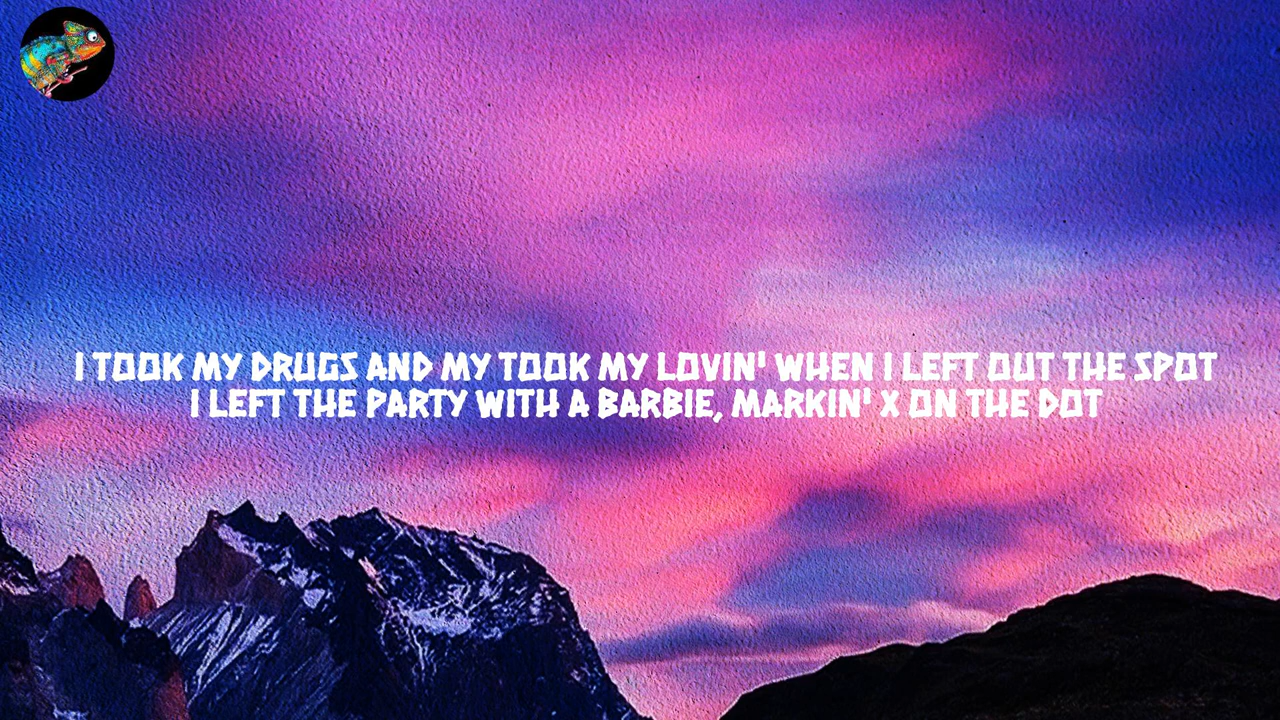 I TOOK MY DRUGS AND MY TOOK MY LOVIN' WHEN I LEFT OUT THE SPOT
I LEFT THE PARTY WITH A BARBIE, MARKIN' X ON THE DOT